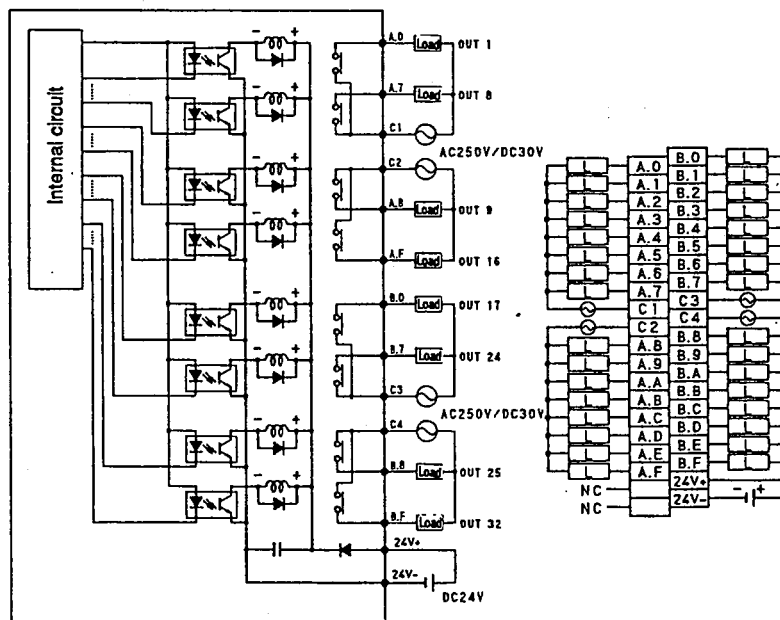 Internal circuit
- +
- +
- +
- +
- +
- +
- +
- +
A.0 Load OUT 1
A.7 Load OUT 8
C1
AC250V/DC30V
C2
A.8 Load OUT 9
A.F Load OUT 16
B.0 Load OUT 17
B.7 Load OUT 24
C3
AC250V/DC30V
C4
B.8 Load OUT 25
B.F Load OUT 32
24V+
24V-
DC24V
A.0 B.0
A.1 B.1
A.2 B.2
A.3 B.3
A.4 B.4
A.5 B.5
A.6 B.6
A.7 B.7
C1 C3
C2 C4
A.8 B.8
A.9 B.9
A.A B.A
A.B B.B
A.C B.C
A.D B.D
A.E B.E
A.F B.F
NC 24V+
NC 24V- - +